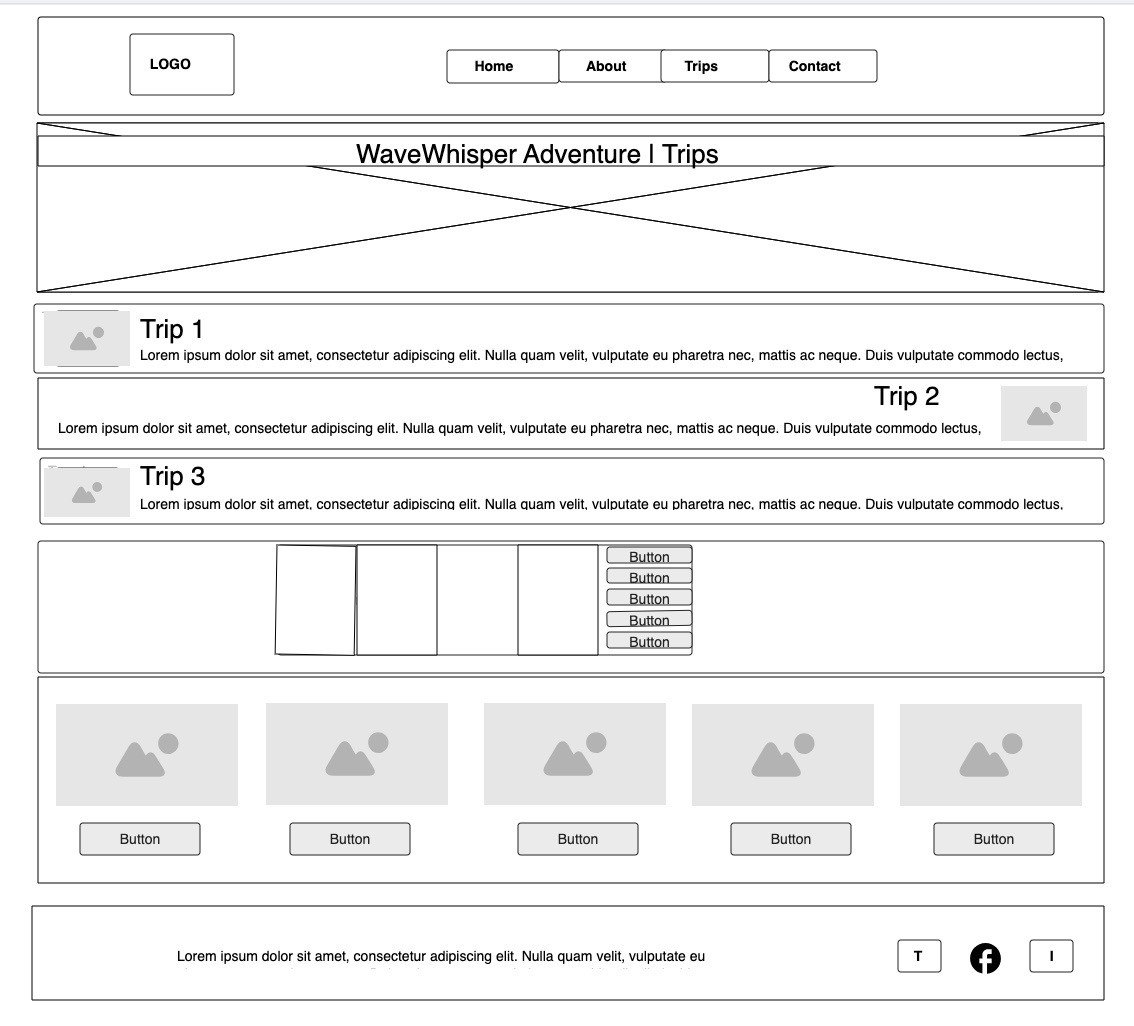 LOGO
Home About Trips Contact
WaveWhisper Adventure | Trips
Trip 1
Lorem ipsum dolor sit amet, consectetur adipiscing elit. Nulla quam velit, vulputate eu pharetra nec, mattis ac neque. Duis vulputate commodo lectus,
Trip 2
Lorem ipsum dolor sit amet, consectetur adipiscing elit. Nulla quam velit, vulputate eu pharetra nec, mattis ac neque. Duis vulputate commodo lectus,
Trip 3
Lorem ipsum dolor sit amet, consectetur adipiscing elit. Nulla quam velit, vulputate eu pharetra nec, mattis ac neque. Duis vulputate commodo lectus,
Button
Button
Button
Button
Button
Button Button Button Button Button
Lorem ipsum dolor sit amet, consectetur adipiscing elit. Nulla quam velit, vulputate eu
T I